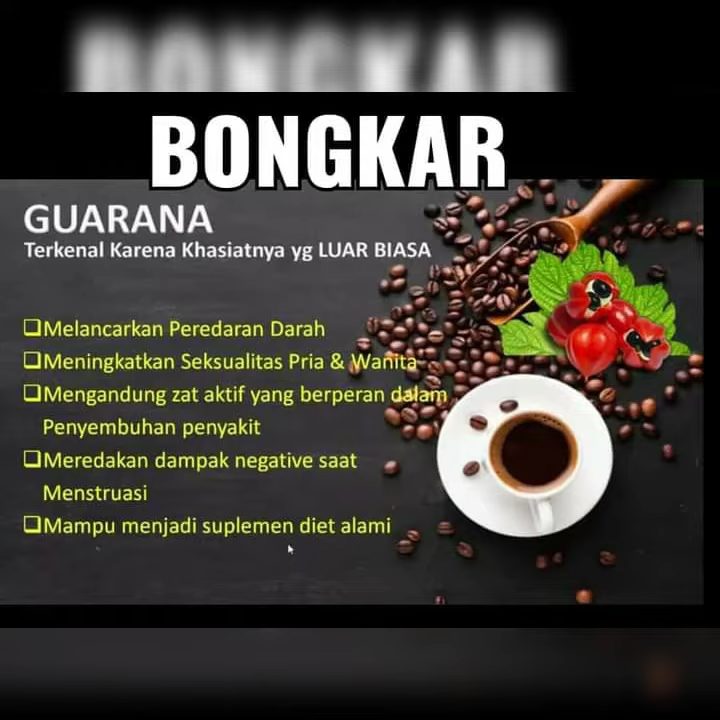 BONGKAR
GUARANA
Terkenal Karena Khasiatnya yg LUAR BIASA
❑Melancarkan Peredaran Darah
❑Meningkatkan Seksualitas Pria & Wanita
❑Mengandung zat aktif yang berperan dalam
Penyembuhan penyakit
❑Meredakan dampak negative saat
Menstruasi
❑Mampu menjadi suplemen diet alami